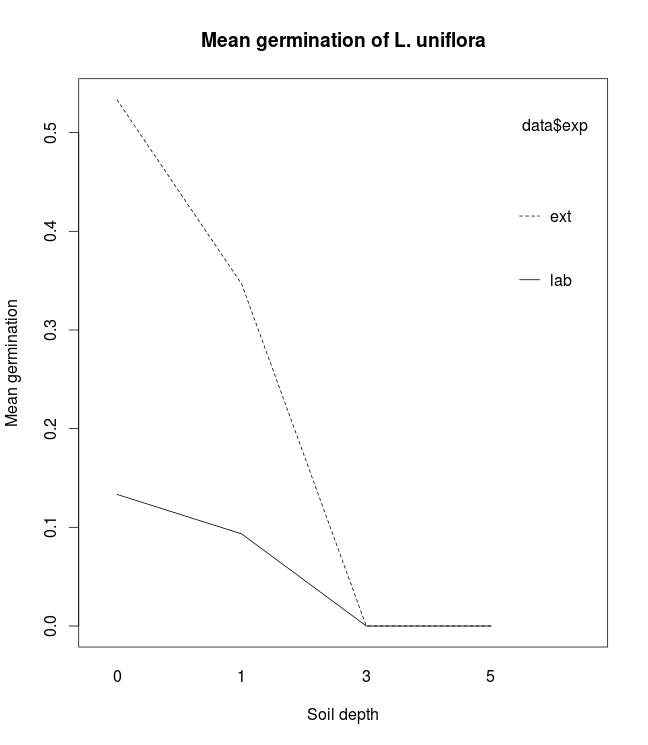 Mean germination of L. uniflora
data$exp
ext
lab
Mean germination
0.5
0.4
0.3
0.2
0.1
0.0
0 1 3 5
Soil depth